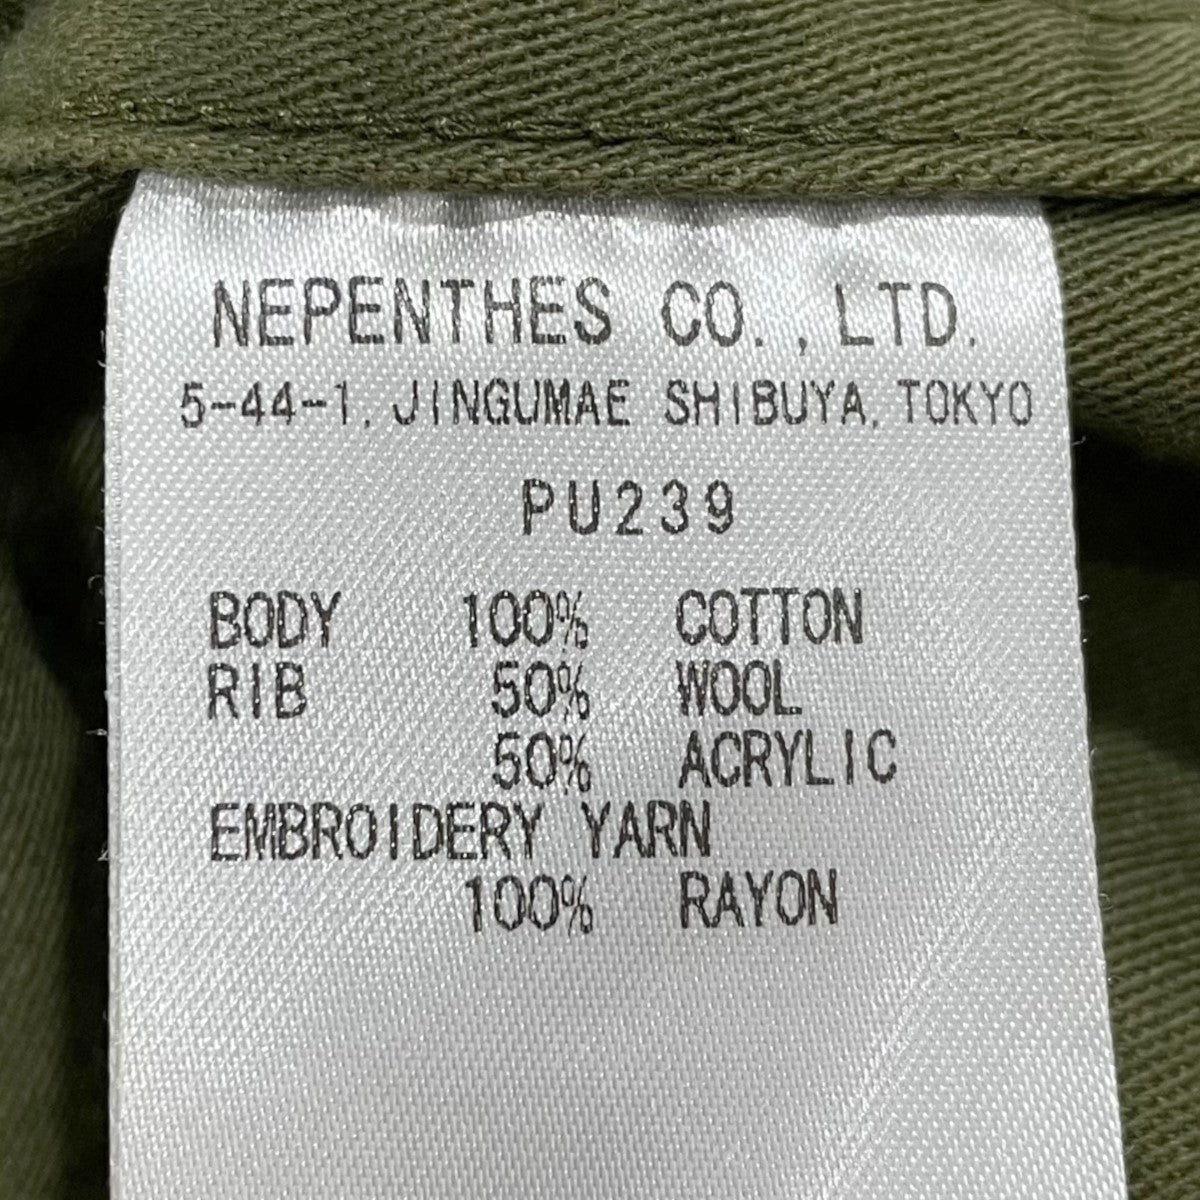 NEPENTHES CO., LTD.
5-44-1, JINGUMAE SHIBUYA, TOKYO
PU239
BODY 100% COTTON
RIB 50% WOOL
50% ACRYLIC
EMBROIDERY YARN
100% RAYON